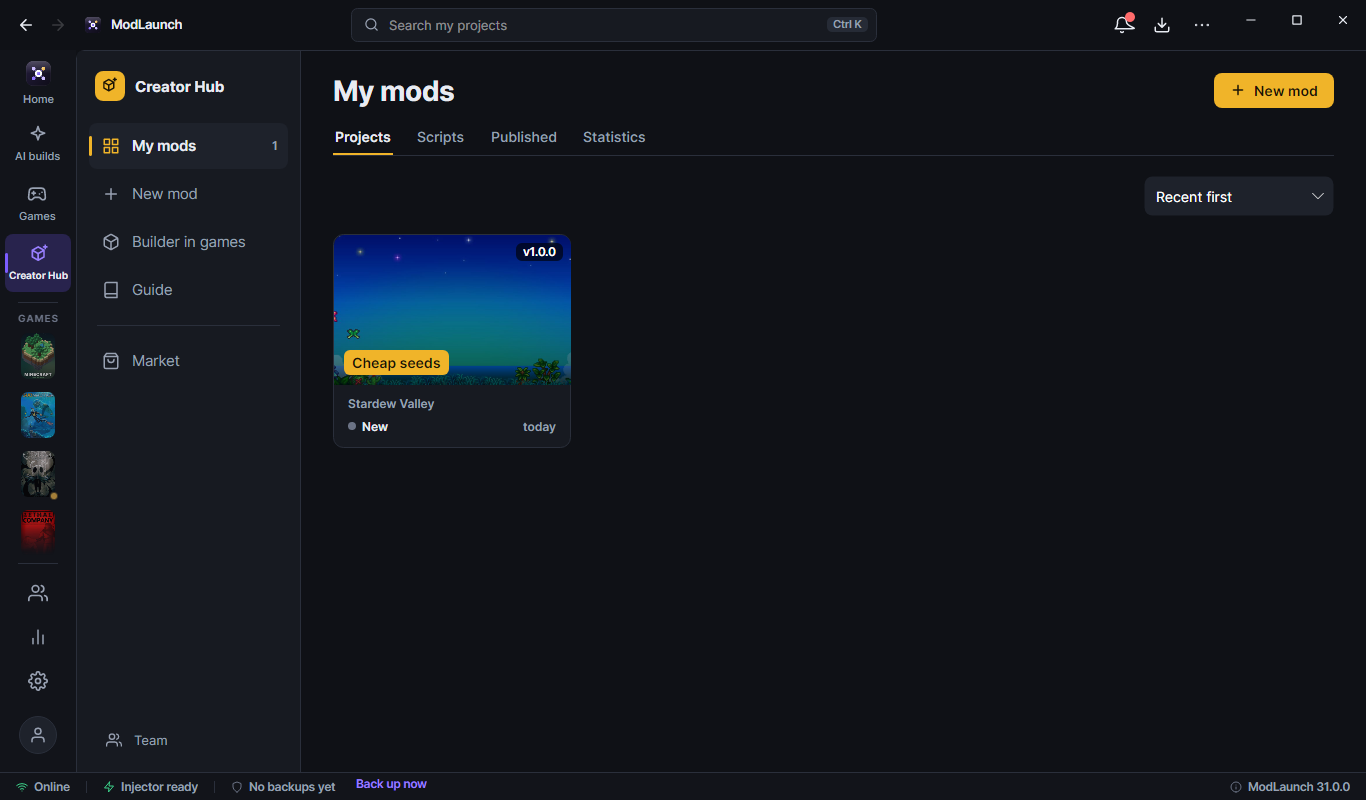 ModLaunch
Search my projects
Ctrl K
Home
AI builds
Games
Creator Hub
GAMES
MINECRAFT
LETHAL
COMPANY
Creator Hub
My mods
1
New mod
Builder in games
Guide
Market
Team
My mods
New mod
Projects
Scripts
Published
Statistics
Recent first
v1.0.0
Cheap seeds
Stardew Valley
New
today
Online
Injector ready
No backups yet
Back up now
ModLaunch 31.0.0